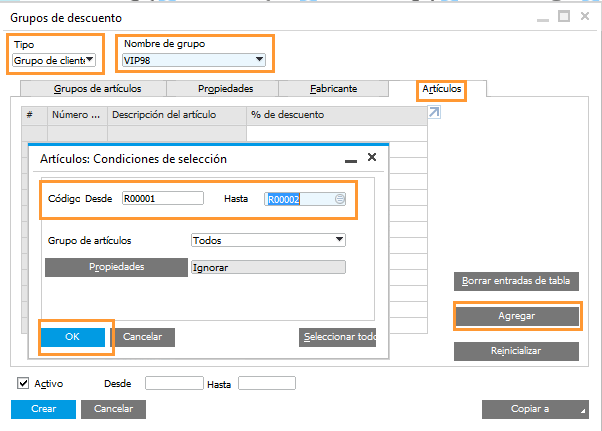 Grupos de descuento
Tipo
Nombre de grupo
Grupo de cliente
VIP98
Grupos de artículos
Propiedades
Fabricante
Artículos
# Número ... Descripción del artículo % de descuento
Artículos: Condiciones de selección
Código Desde R00001 Hasta R00002
Grupo de artículos Todos
Propiedades Ignorar
OK Cancelar Seleccionar todo
Borrar entradas de tabla
Agregar
Reinicializar
Activo Desde Hasta
Crear Cancelar Copiar a